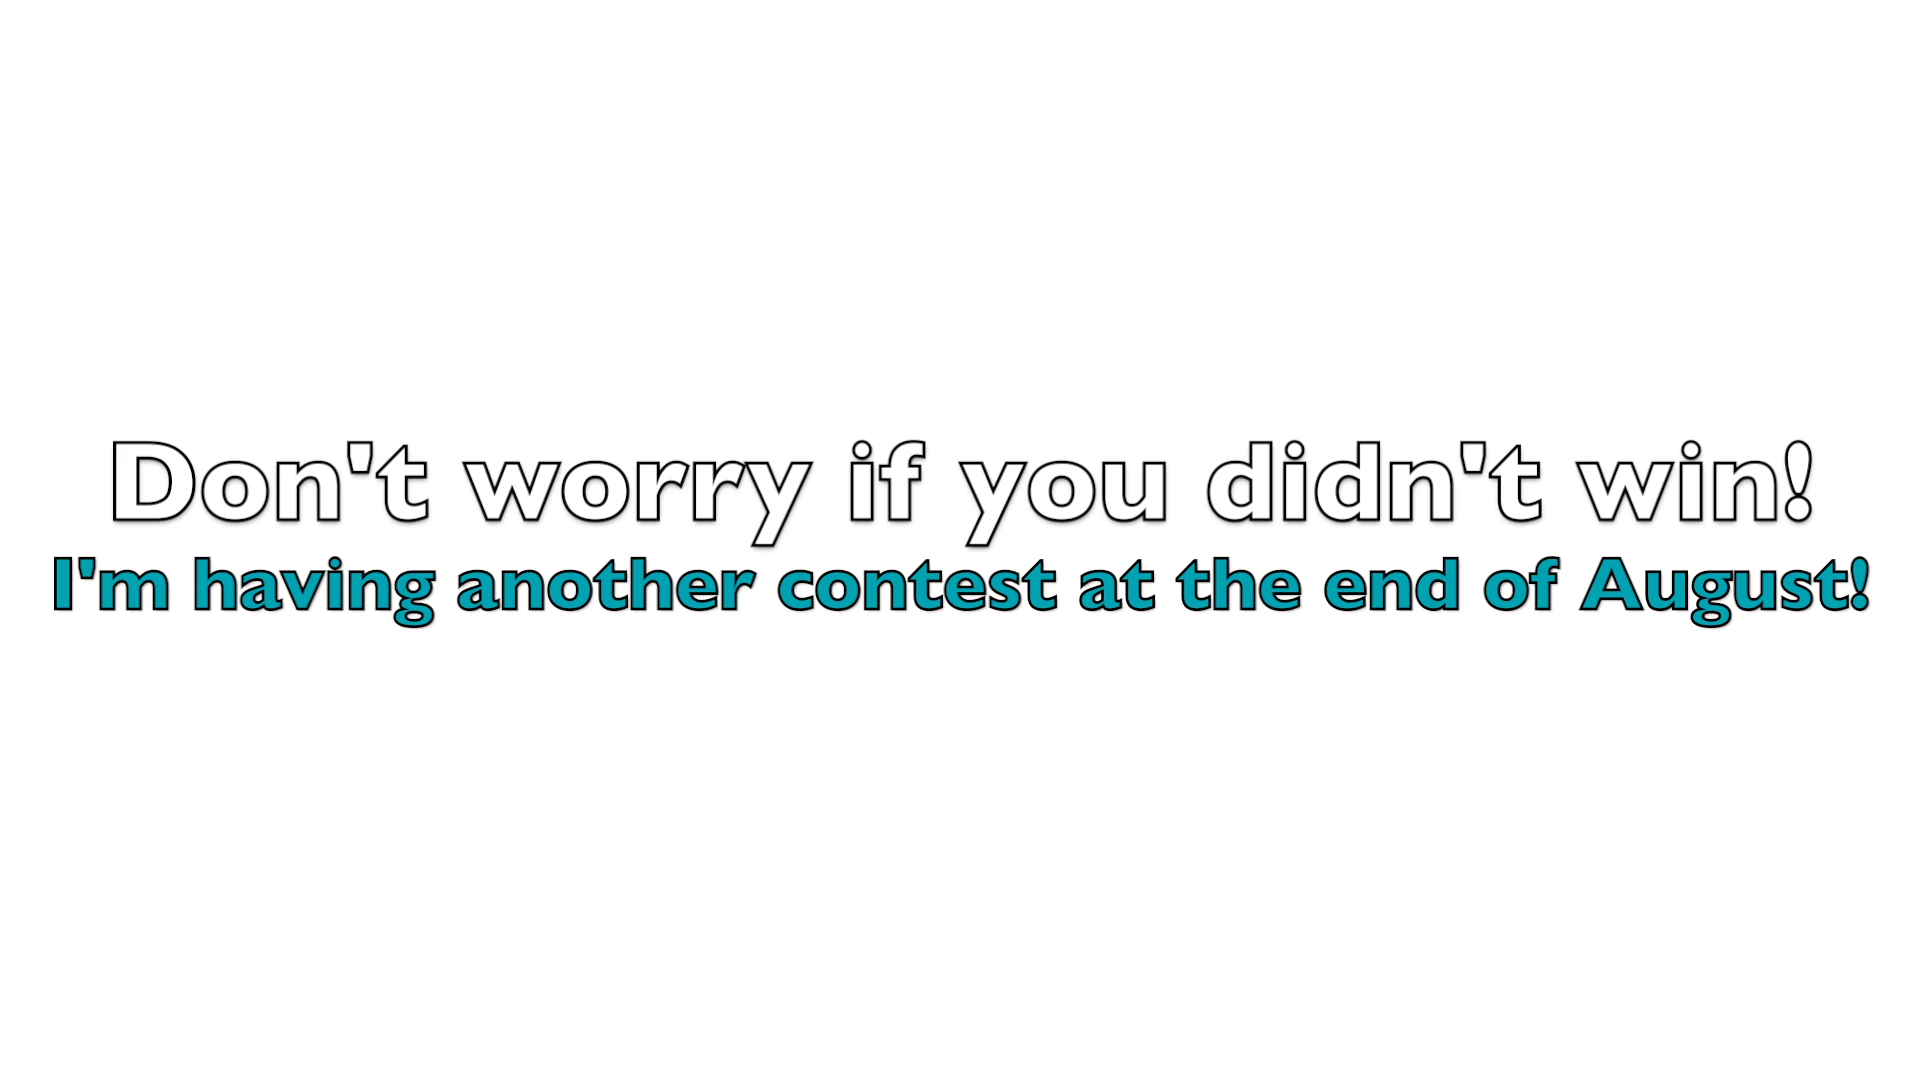 Don't worry if you didn't win!
I'm having another contest at the end of August!